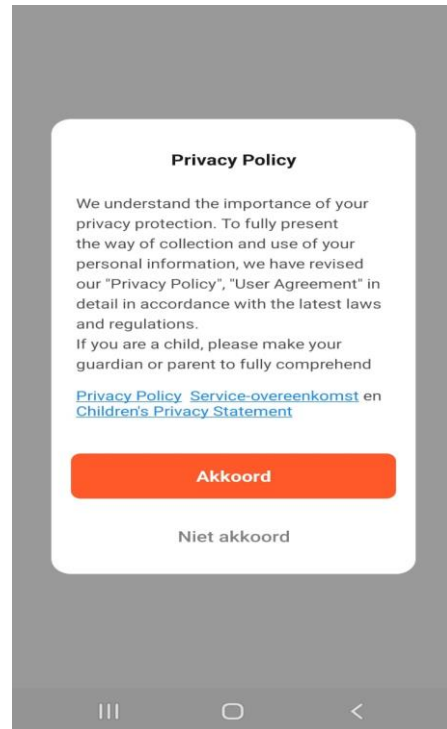 Privacy Policy
We understand the importance of your
privacy protection. To fully present
the way of collection and use of your
personal information, we have revised
our "Privacy Policy", "User Agreement" in
detail in accordance with the latest laws
and regulations.
If you are a child, please make your
guardian or parent to fully comprehend
Privacy Policy Service-overeenkomst en
Children's Privacy Statement
Akkoord
Niet akkoord